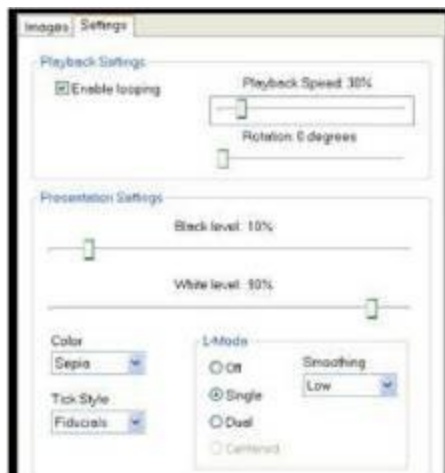 Images Settings
Playback Settings
Enable looping
Playback Speed: 30%
Rotation: 0 degrees
Presentation Settings
Black level: 10%
White level: 90%
Color
Sepia
Tick Style
Fiducials
L-Mode
Off
Single
Dual
Centered
Smoothing
Low